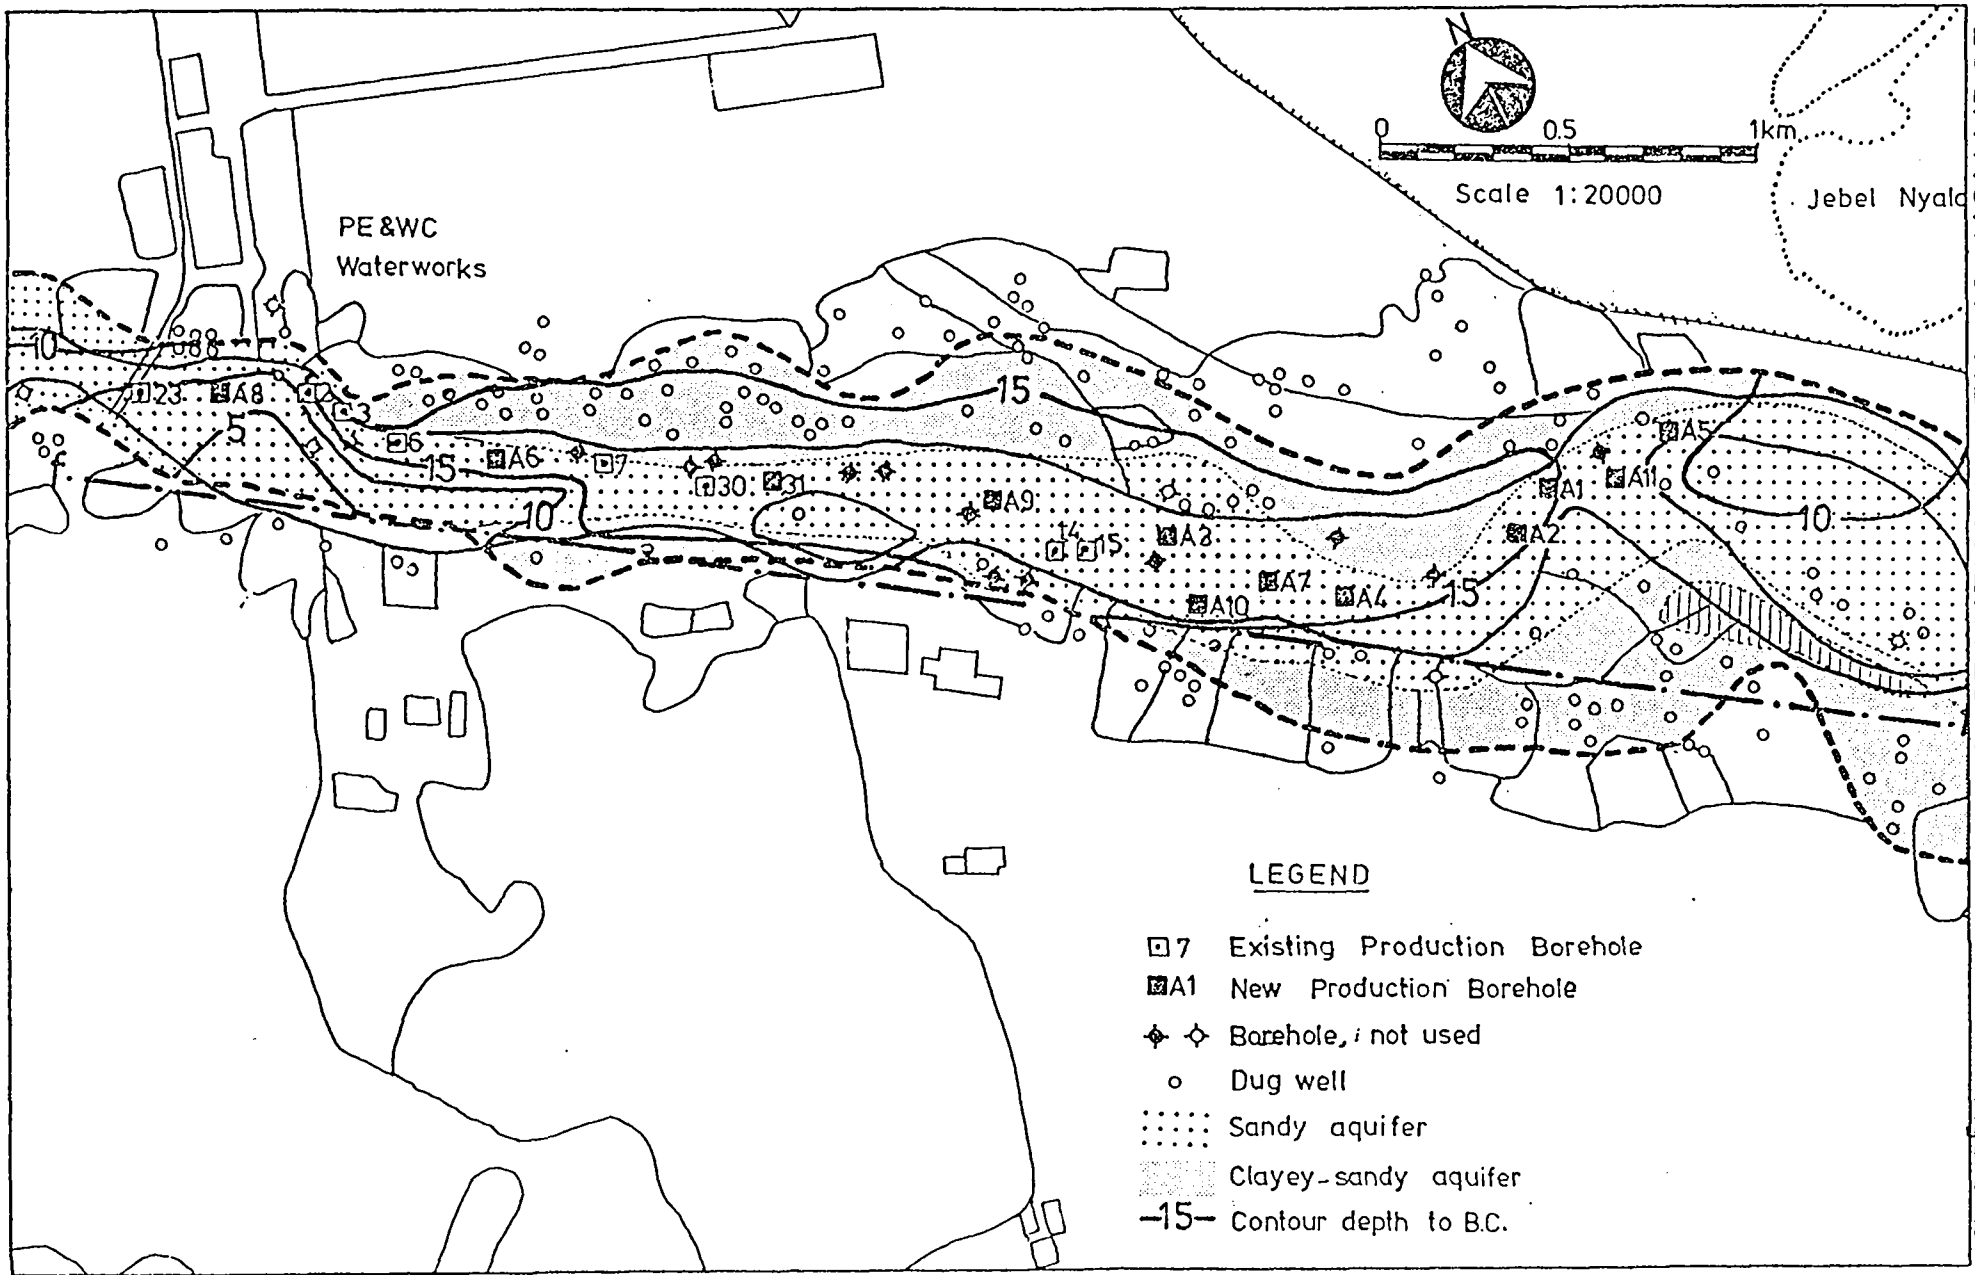 N
0 0.5 1km
Scale 1:20000
Jebel Nyala
PE&WC
Waterworks
10
23
A8
2
3
5
6
15
A6
7
10
30
31
15
A9
14
15
A3
A10
A7
A4
15
A1
A2
A11
A5
10
LEGEND
7 Existing Production Borehole
A1 New Production Borehole
Borehole, not used
Dug well
Sandy aquifer
Clayey-sandy aquifer
-15- Contour depth to B.C.